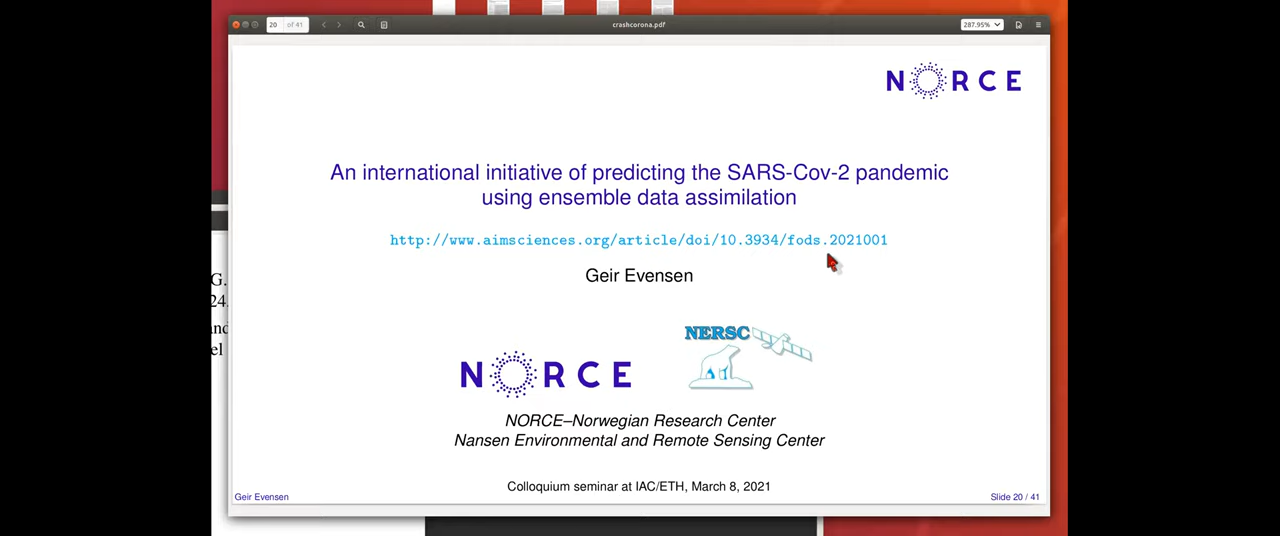 20 of 41
crashcorona.pdf
287.95%
NORCE
An international initiative of predicting the SARS-Cov-2 pandemic
using ensemble data assimilation
http://www.aimsciences.org/article/doi/10.3934/fods.2021001
Geir Evensen
G.
24.
and
el
NERSC
NORCE
NORCE–Norwegian Research Center
Nansen Environmental and Remote Sensing Center
Colloquium seminar at IAC/ETH, March 8, 2021
Geir Evensen
Slide 20 / 41